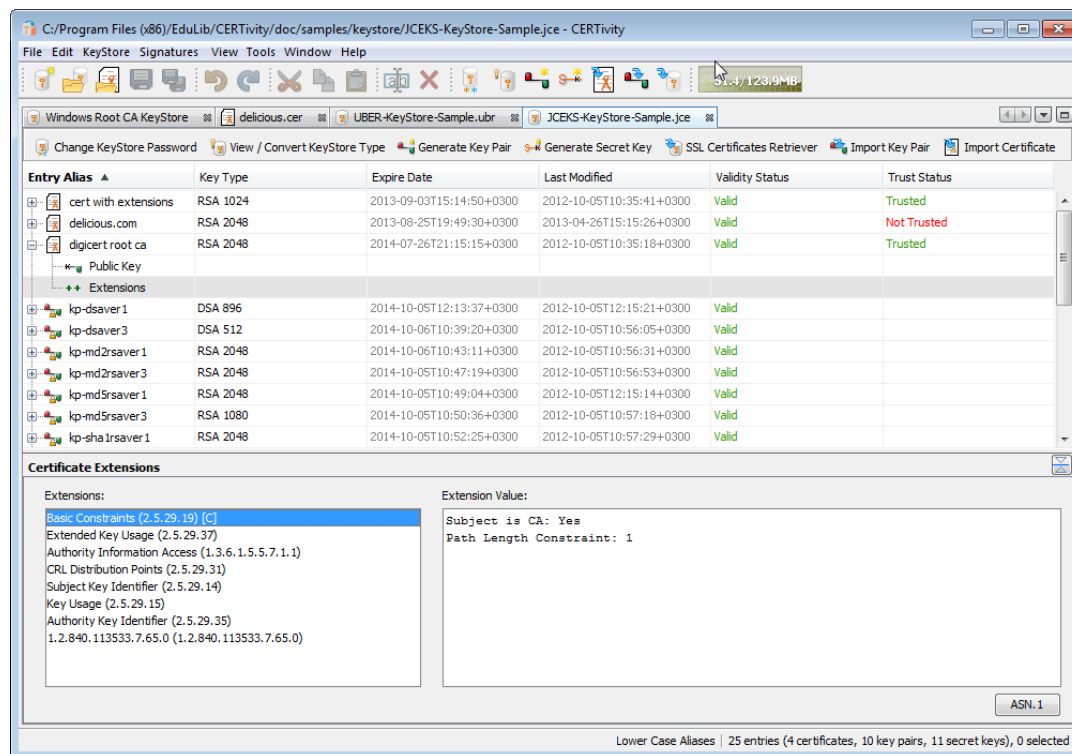 C:/Program Files (x86)/EduLib/CERTivity/doc/samples/keystore/JCEKS-KeyStore-Sample.jce - CERTivity
File Edit KeyStore Signatures View Tools Window Help
51.4/123.9MB
Windows Root CA KeyStore delicious.cer UBER-KeyStore-Sample.ubr JCEKS-KeyStore-Sample.jce
Change KeyStore Password View / Convert KeyStore Type Generate Key Pair Generate Secret Key SSL Certificates Retriever Import Key Pair Import Certificate
Entry Alias Key Type Expire Date Last Modified Validity Status Trust Status
cert with extensions RSA 1024 2013-09-03T15:14:50+0300 2012-10-05T10:35:41+0300 Valid Trusted
delicious.com RSA 2048 2013-08-25T19:49:30+0300 2013-04-26T15:15:26+0300 Valid Not Trusted
digicert root ca RSA 2048 2014-07-26T21:15:15+0300 2012-10-05T10:35:18+0300 Valid Trusted
Public Key
Extensions
kp-dsaver1 DSA 896 2014-10-05T12:13:37+0300 2012-10-05T12:15:21+0300 Valid
kp-dsaver3 DSA 512 2014-10-06T10:39:20+0300 2012-10-05T10:56:05+0300 Valid
kp-md2rsaver1 RSA 2048 2014-10-06T10:43:11+0300 2012-10-05T10:56:31+0300 Valid
kp-md2rsaver3 RSA 2048 2014-10-05T10:47:19+0300 2012-10-05T10:56:53+0300 Valid
kp-md5rsaver1 RSA 2048 2014-10-05T10:49:04+0300 2012-10-05T12:15:14+0300 Valid
kp-md5rsaver3 RSA 1080 2014-10-05T10:50:36+0300 2012-10-05T10:57:18+0300 Valid
kp-sha1rsaver1 RSA 2048 2014-10-05T10:52:25+0300 2012-10-05T10:57:29+0300 Valid
Certificate Extensions
Extensions: Extension Value:
Basic Constraints (2.5.29.19) [C] Subject is CA: Yes
Extended Key Usage (2.5.29.37) Path Length Constraint: 1
Authority Information Access (1.3.6.1.5.5.7.1.1)
CRL Distribution Points (2.5.29.31)
Subject Key Identifier (2.5.29.14)
Key Usage (2.5.29.15)
Authority Key Identifier (2.5.29.35)
1.2.840.113533.7.65.0 (1.2.840.113533.7.65.0)
ASN.1
Lower Case Aliases 25 entries (4 certificates, 10 key pairs, 11 secret keys), 0 selected